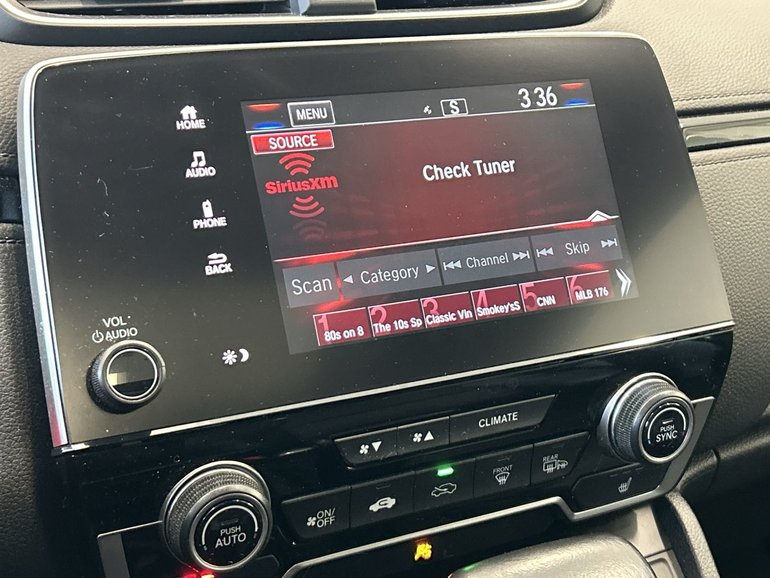 MENU S 3 36
HOME
SOURCE
SiriusXM
Check Tuner
AUDIO
PHONE
BACK
Scan Category Channel Skip
1 2 3 4 5 6
80s on 8 The 10s Sp Classic Vin Smokey'sS CNN MLB 176
VOL
AUDIO
CLIMATE
PUSH
SYNC
ON/
OFF
FRONT
REAR
PUSH
AUTO